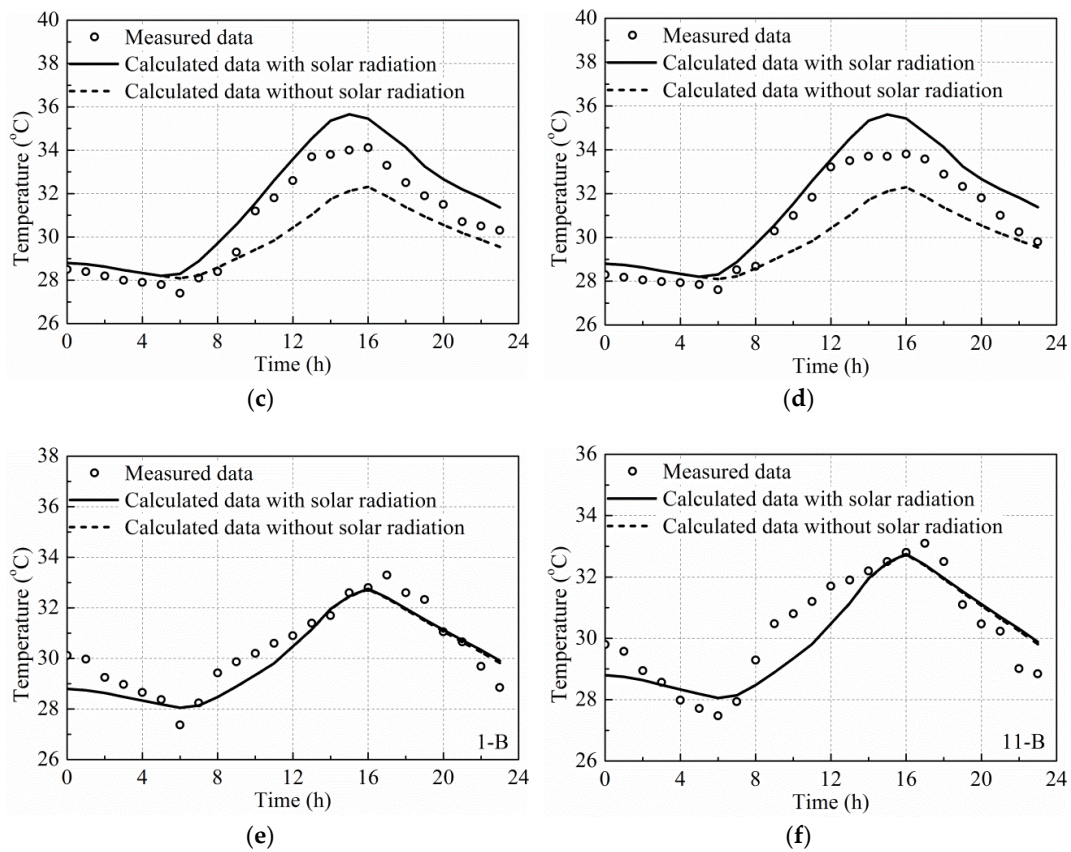 40
38
36
34
32
30
28
26
Temperature (°C)
Measured data
Calculated data with solar radiation
Calculated data without solar radiation
0 4 8 12 16 20 24
Time (h)
(c)
40
38
36
34
32
30
28
26
Temperature (°C)
Measured data
Calculated data with solar radiation
Calculated data without solar radiation
0 4 8 12 16 20 24
Time (h)
(d)
38
35
33
30
28
26
Temperature (°C)
Measured data
Calculated data with solar radiation
Calculated data without solar radiation
1-B
0 4 8 12 16 20 24
Time (h)
(e)
36
34
32
30
28
26
Temperature (°C)
Measured data
Calculated data with solar radiation
Calculated data without solar radiation
11-B
0 4 8 12 16 20 24
Time (h)
(f)